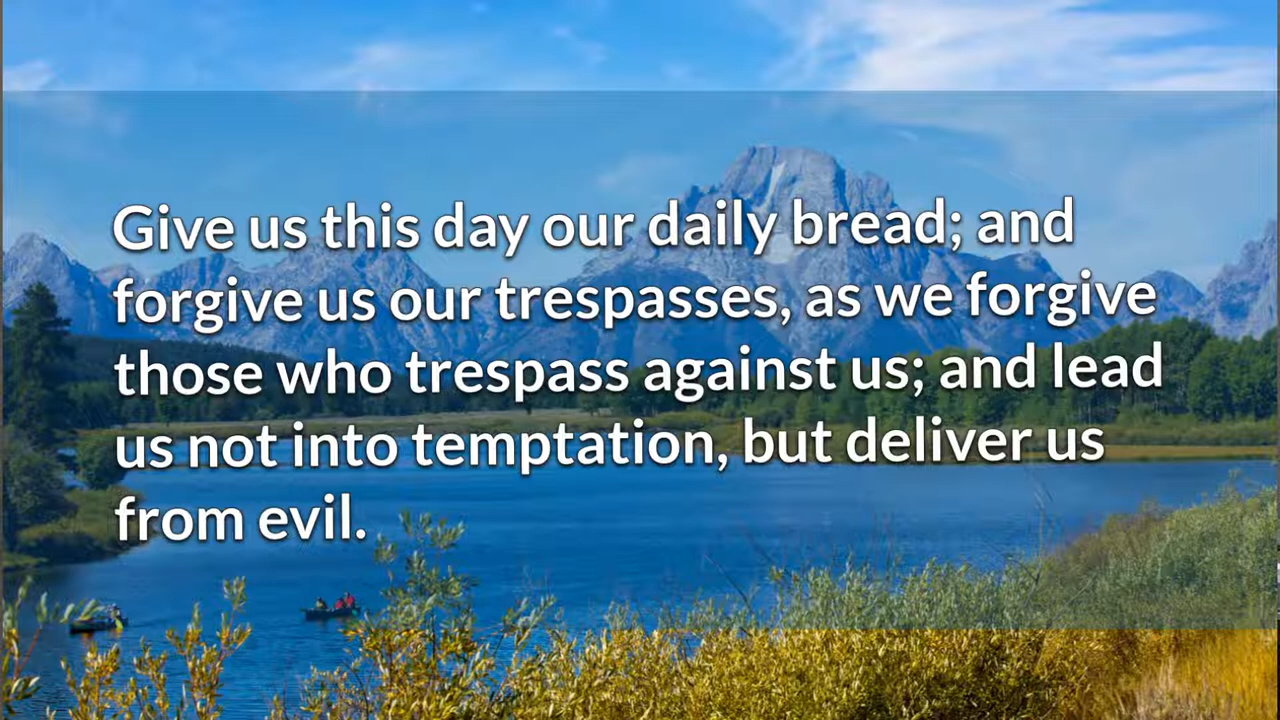 Give us this day our daily bread; and
forgive us our trespasses, as we forgive
those who trespass against us; and lead
us not into temptation, but deliver us
from evil.